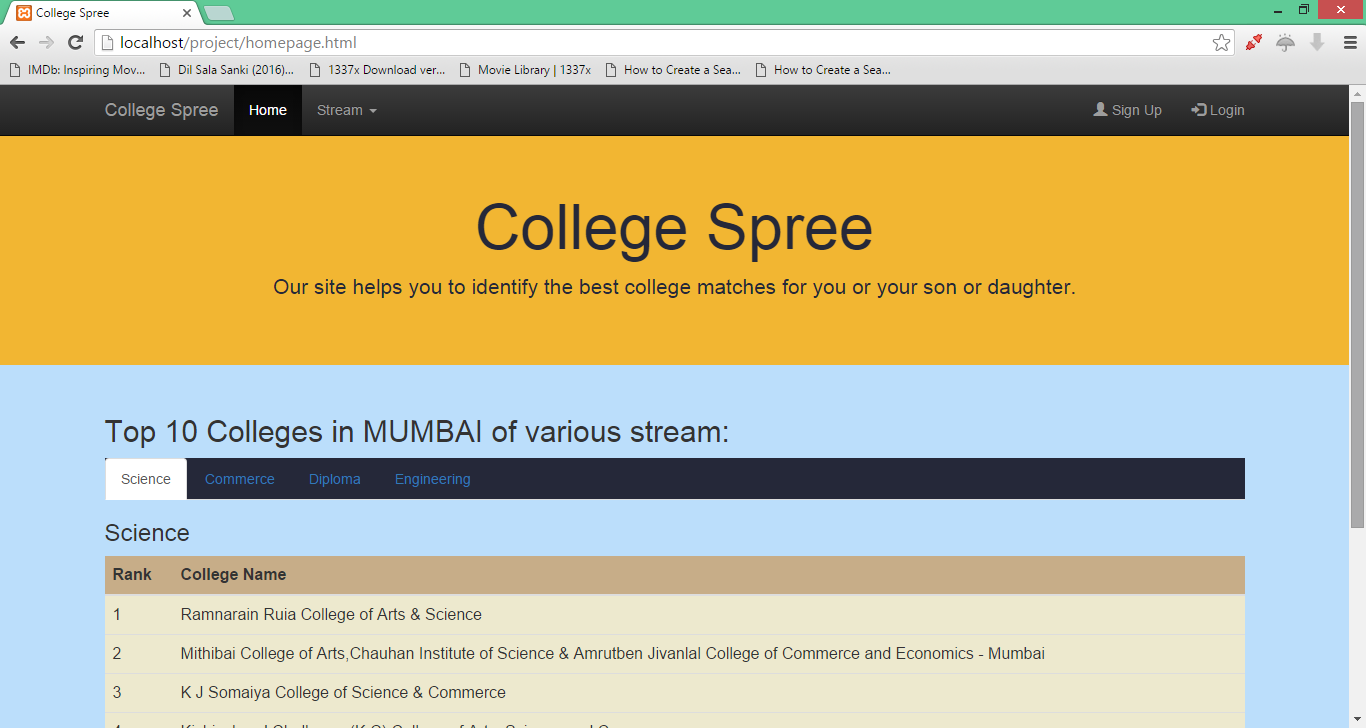 College Spree
localhost/project/homepage.html
IMDb: Inspiring Mov... Dil Sala Sanki (2016)... 1337x Download ver... Movie Library | 1337x How to Create a Sea... How to Create a Sea...
College Spree Home Stream Sign Up Login
College Spree
Our site helps you to identify the best college matches for you or your son or daughter.
Top 10 Colleges in MUMBAI of various stream:
Science Commerce Diploma Engineering
Science
Rank College Name
1 Ramnarain Ruia College of Arts & Science
2 Mithibai College of Arts,Chauhan Institute of Science & Amrutben Jivanlal College of Commerce and Economics - Mumbai
3 K J Somaiya College of Science & Commerce